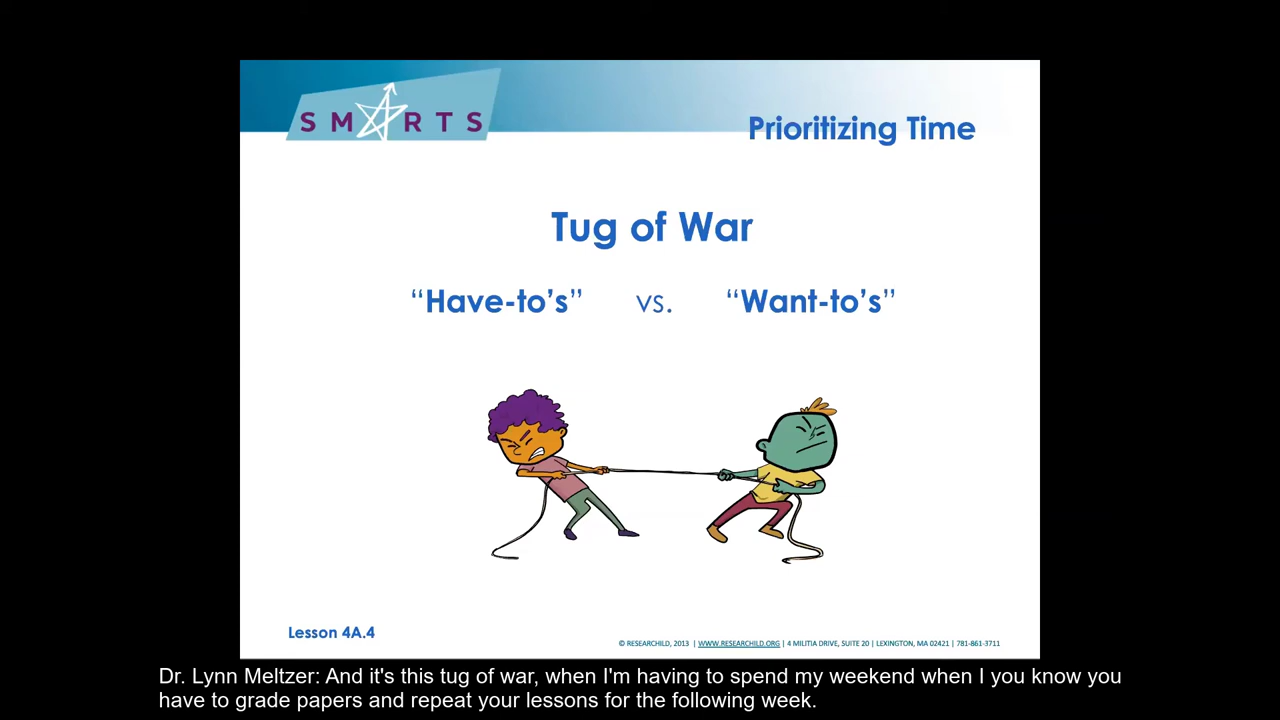 SMARTS
Prioritizing Time
Tug of War
“Have-to’s” vs. “Want-to’s”
Lesson 4A.4
© RESEARCHILD, 2013 | WWW.RESEARCHILD.ORG | 4 MILITIA DRIVE, SUITE 20 | LEXINGTON, MA 02421 | 781-861-3711
Dr. Lynn Meltzer: And it's this tug of war, when I'm having to spend my weekend when I you know you
have to grade papers and repeat your lessons for the following week.